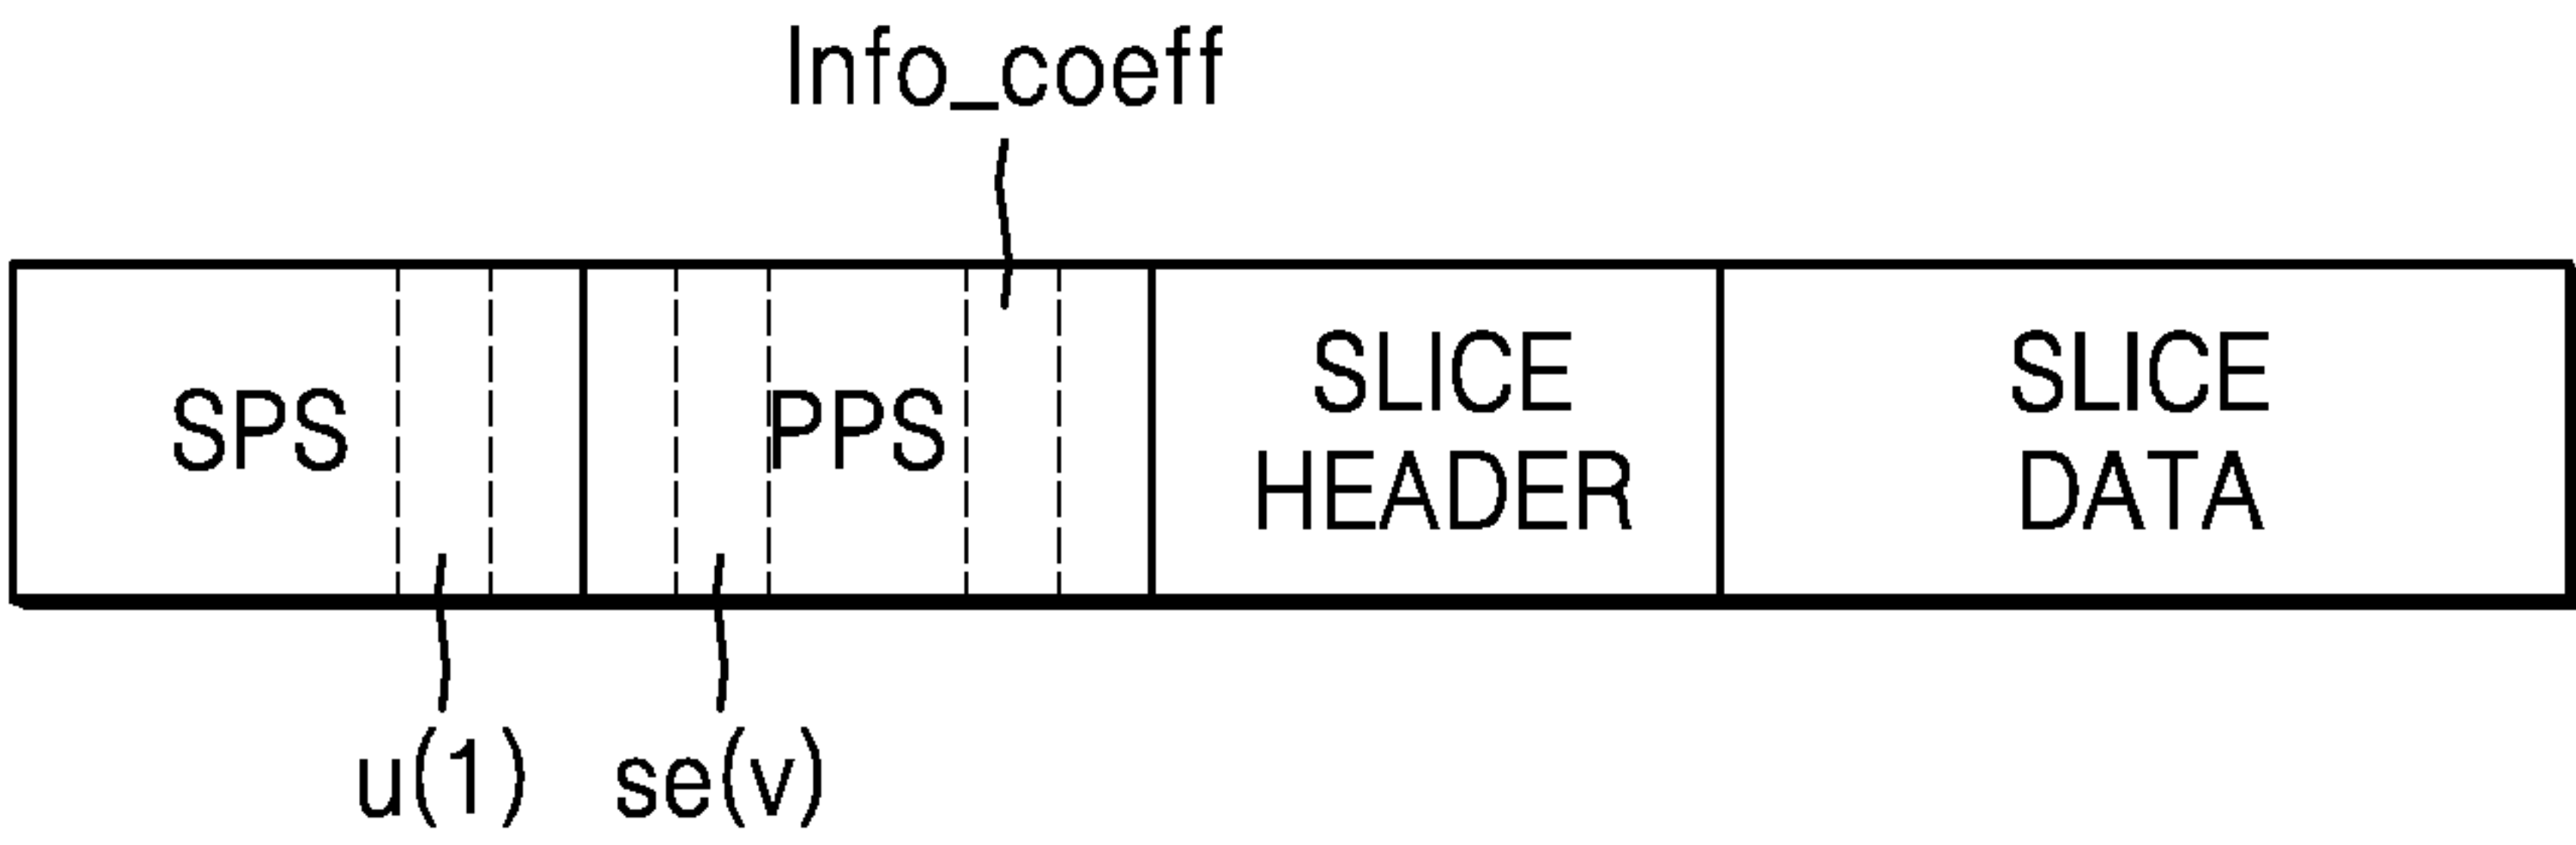 Info_coeff
SPS
PPS
SLICE
HEADER
SLICE
DATA
u(1)
se(v)